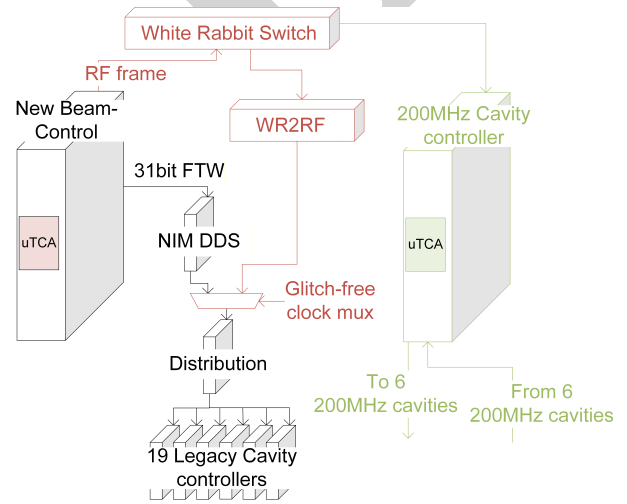 White Rabbit Switch
RF frame
New Beam-
Control
WR2RF
200MHz Cavity
controller
31bit FTW
uTCA
NIM DDS
uTCA
Glitch-free
clock mux
Distribution
To 6
200MHz cavities
From 6
200MHz cavities
19 Legacy Cavity
controllers